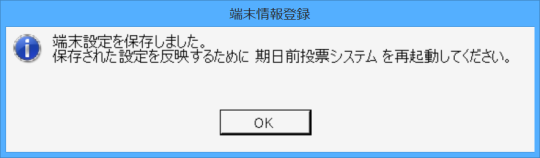 端末情報登録
端末設定を保存しました。
保存された設定を反映するために 期日前投票システム を再起動してください。
OK